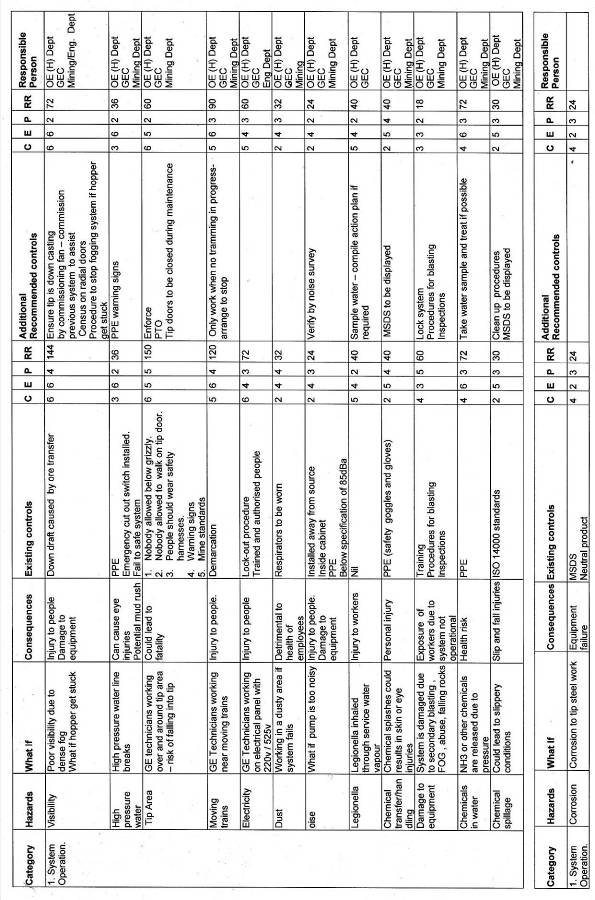 Category Hazards What If Consequences Existing controls C E P RR Additional Recommended controls C E P RR Responsible Person
1. System Operation. Visibility Poor visibility due to dense fog What if hopper get stuck Injury to people Damage to equipment Down draft caused by ore transfer 6 6 4 144 Ensure tip is down casting by commissioning fan – commission previous system to assist Census on radial doors Procedure to stop fogging system if hopper get stuck 6 6 2 72 OE (H) Dept GEC Mining/Eng. Dept
High pressure water High pressure water line breaks Can cause eye injuries Potential mud rush PPE Emergency cut out switch installed. Fail to safe system 3 6 2 36 PPE warning signs 3 6 2 36 OE (H) Dept GEC Mining Dept
Tip Area GE technicians working over and around tip area – risk of falling into tip Could lead to fatality 1. Nobody allowed below grizzly. 2. Nobody allowed to walk on tip door. 3. People should wear safety harnesses. 4. Warning signs 5. Mine standards 6 5 5 150 Enforce PTO Tip doors to be closed during maintenance 6 5 2 60 OE (H) Dept GEC Mining Dept
Moving trains GE Technicians working near moving trains Injury to people. Demarcation 5 6 4 120 Only work when no tramming in progress- arrange to stop 5 6 3 90 OE (H) Dept GEC Mining Dept
Electricity GE Technicians working on electrical panel with 220v / 525v Injury to people Lock-out procedure Trained and authorised people 6 4 3 72 5 4 3 60 OE (H) Dept GEC Eng Dept
Dust Working in a dusty area if system fails Detrimental to health of employees Respirators to be worn 2 4 4 32 2 4 3 32 OE (H) Dept GEC Mining
oise What if pump is too noisy Injury to people. Damage to equipment Installed away from source Inside cabinet PPE Below specification of 85dBa 2 4 3 24 Verify by noise survey 2 4 2 24 OE (H) Dept GEC Mining Dept
Legionella Legionella inhaled through service water vapour Injury to workers Nil 5 4 2 40 Sample water – compile action plan if required 5 4 2 40 OE (H) Dept GEC
Chemical transfer/han dling Chemical splashes could results in skin or eye injuries Personal injury PPE (safety goggles and gloves) 2 5 4 40 MSDS to be displayed 2 5 4 40 OE (H) Dept GEC Mining Dept
Damage to equipment System is damaged due to secondary blasting , FOG , abuse, falling rocks Exposure of workers due to system not operational Training Procedures for blasting Inspections 4 3 5 60 Lock system Procedures for blasting Inspections 3 3 2 18 OE (H) Dept GEC Mining Dept
Chemicals in water NH3 or other chemicals are released due to pressure Health risk PPE 4 6 3 72 Take water sample and treat if possible 4 6 3 72 OE (H) Dept GEC Mining Dept
Chemical spillage Could lead to slippery conditions Slip and fall injuries ISO 14000 standards 2 5 3 30 Clean up procedures MSDS to be displayed 2 5 3 30 OE (H) Dept GEC Mining Dept
Category Hazards What If Consequences Existing controls C E P RR Additional Recommended controls C E P RR Responsible Person
1. System Operation. Corrosion Corrosion to tip steel work Equipment failure MSDS Neutral product 4 2 3 24 4 2 3 24 OE (H) Dept GEC Mining Dept